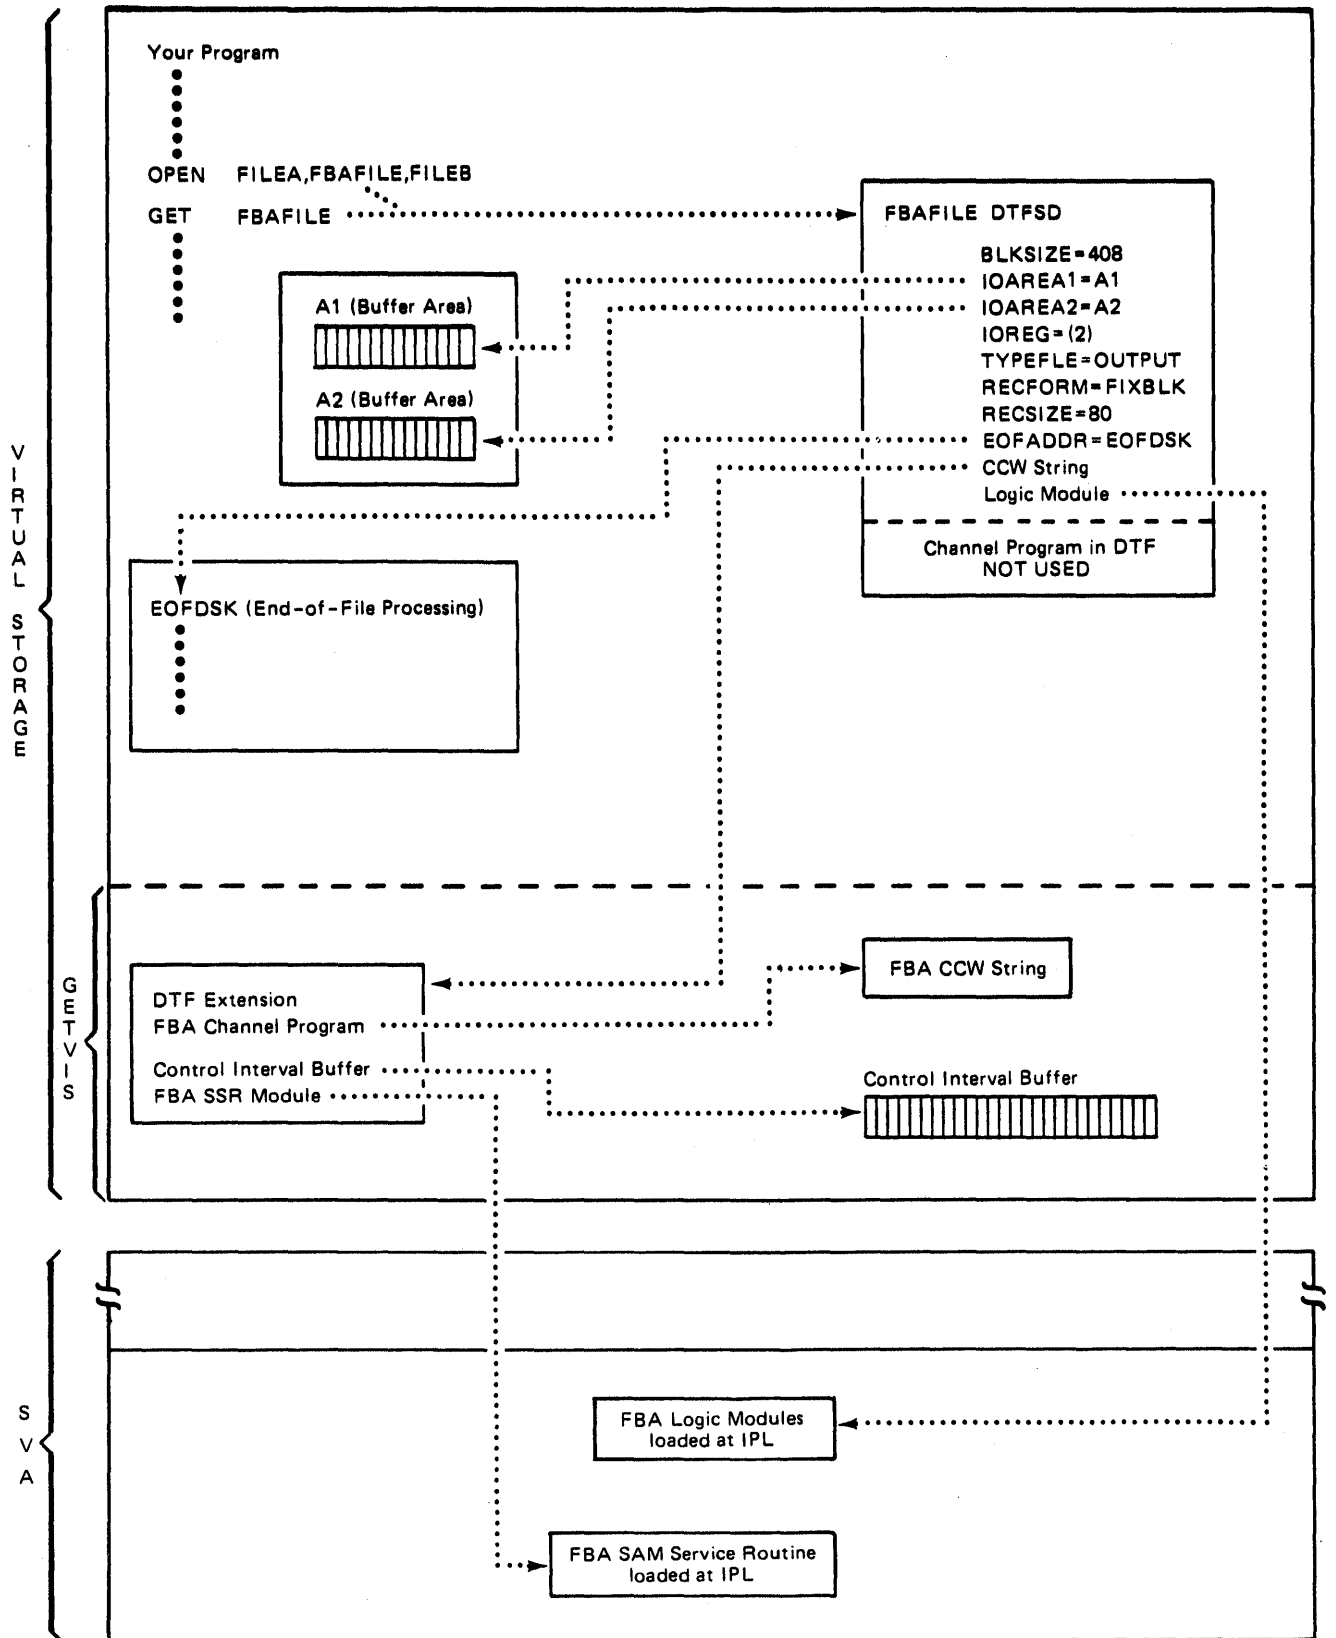 Your Program
OPEN FILEA,FBAFILE,FILEB
GET FBAFILE
FBAFILE DTFSD
BLKSIZE=408
IOAREA1=A1
IOAREA2=A2
IOREG=(2)
TYPEFLE=OUTPUT
RECFORM=FIXBLK
RECSIZE=80
EOFADDR=EOFDSK
CCW String
Logic Module
Channel Program in DTF
NOT USED
A1 (Buffer Area)
A2 (Buffer Area)
EOFDSK (End-of-File Processing)
VIRTUAL STORAGE
GETVIS
DTF Extension
FBA Channel Program
Control Interval Buffer
FBA SSR Module
FBA CCW String
Control Interval Buffer
SVA
FBA Logic Modules
loaded at IPL
FBA SAM Service Routine
loaded at IPL